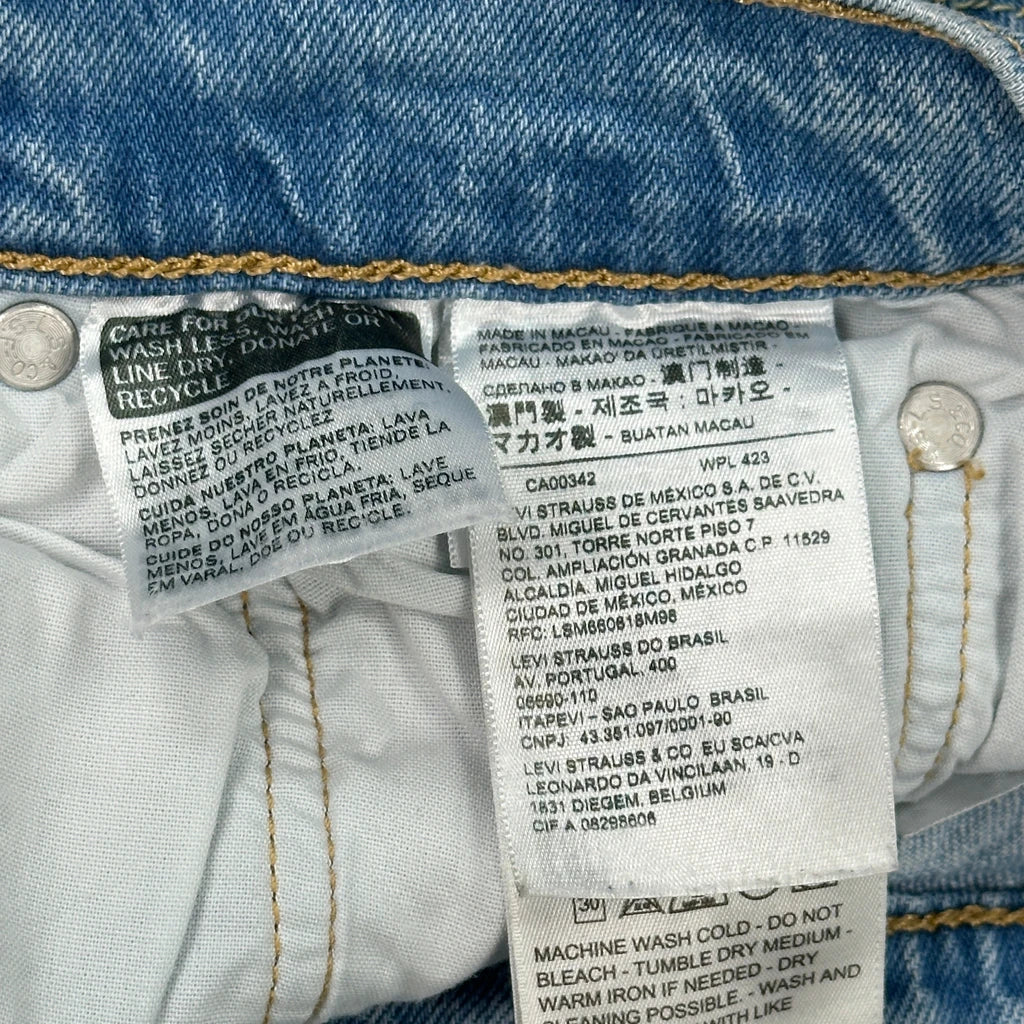 CARE FOR
WASH LESS, WASH
LINE DRY, DONATE OR
RECYCLE
PRENEZ SOIN DE NOTRE PLANETE:
LAVEZ MOINS, LAVEZ A FROID,
LAISSEZ SECHER NATURELLEMENT.
DONNEZ OU RECYCLEZ
CUIDA NUESTRO PLANETA: LAVA
MENOS, LAVA EN FRIO, TIENDE LA
ROPA, DONA O RECICLA.
CUIDE DO NOSSO PLANETA: LAVE
MENOS, LAVE EM ÁGUA FRIA, SEQUE
EM VARAL, DOE OU RECICLE.
MADE IN MACAU - FABRIQUÉ A MACAO
FABRICADO EN MACAO - FABRICADO EM
MACAU - MAKAO' DA ÜRETILMISTIR -
СДЕЛАНО В МАКАО - 澳门制造 -
澳門製 - 제조국 : 마카오 -
マカオ製 - BUATAN MACAU
CA00342 WPL 423
LEVI STRAUSS DE MÉXICO S.A. DE C.V.
BLVD. MIGUEL DE CERVANTES SAAVEDRA
NO. 301, TORRE NORTE PISO 7
COL. AMPLIACIÓN GRANADA C.P. 11529
ALCALDÍA. MIGUEL HIDALGO
CIUDAD DE MÉXICO, MÉXICO
RFC: LSM660618M96
LEVI STRAUSS DO BRASIL
AV. PORTUGAL, 400
06690-110
ITAPEVI - SAO PAULO BRASIL
CNPJ: 43.351.097/0001-90
LEVI STRAUSS & CO EU SCA/CVA
LEONARDO DA VINCILAAN, 19 - D
1831 DIEGEM, BELGIUM
CIF A 08298606
30
MACHINE WASH COLD - DO NOT
BLEACH - TUMBLE DRY MEDIUM -
WARM IRON IF NEEDED - DRY
CLEANING POSSIBLE. - WASH AND
WITH LIKE